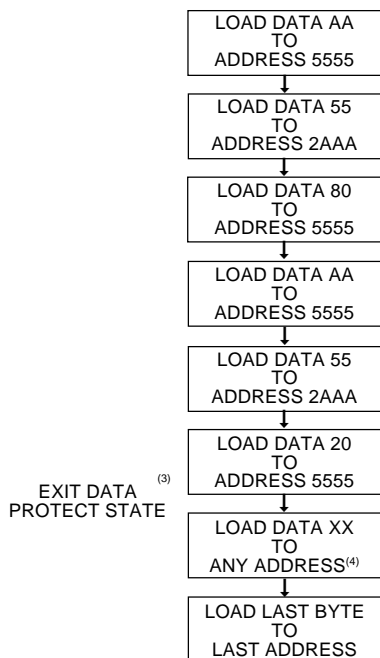 LOAD DATA AA
TO
ADDRESS 5555
LOAD DATA 55
TO
ADDRESS 2AAA
LOAD DATA 80
TO
ADDRESS 5555
LOAD DATA AA
TO
ADDRESS 5555
LOAD DATA 55
TO
ADDRESS 2AAA
LOAD DATA 20
TO
ADDRESS 5555
EXIT DATA (3)
PROTECT STATE
LOAD DATA XX
TO
ANY ADDRESS(4)
LOAD LAST BYTE
TO
LAST ADDRESS